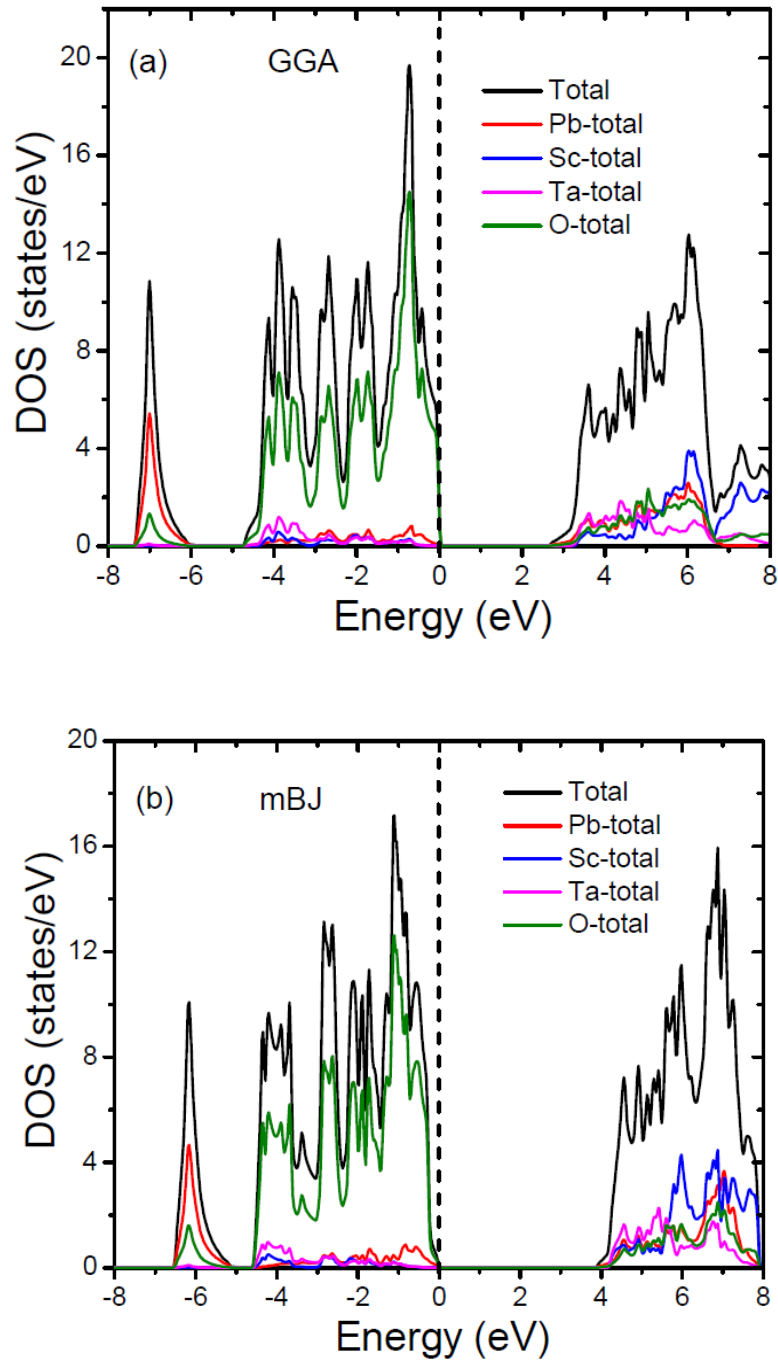 (a) GGA
Total
Pb-total
Sc-total
Ta-total
O-total
DOS (states/eV)
20
16
12
8
4
0
-8 -6 -4 -2 0 2 4 6 8
Energy (eV)
(b) mBJ
Total
Pb-total
Sc-total
Ta-total
O-total
DOS (states/eV)
20
16
12
8
4
0
-8 -6 -4 -2 0 2 4 6 8
Energy (eV)